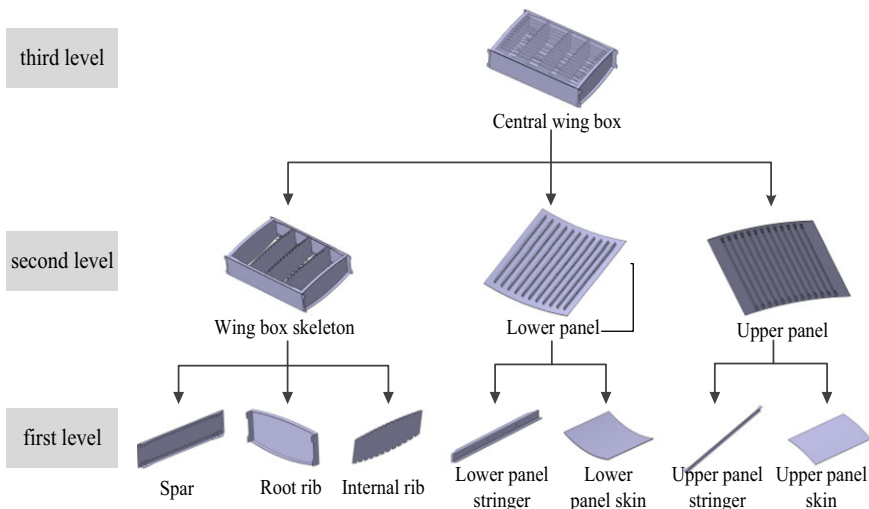 third level
Central wing box
second level
Wing box skeleton
Lower panel
Upper panel
first level
Spar
Root rib
Internal rib
Lower panel
stringer
Lower
panel skin
Upper panel
stringer
Upper panel
skin